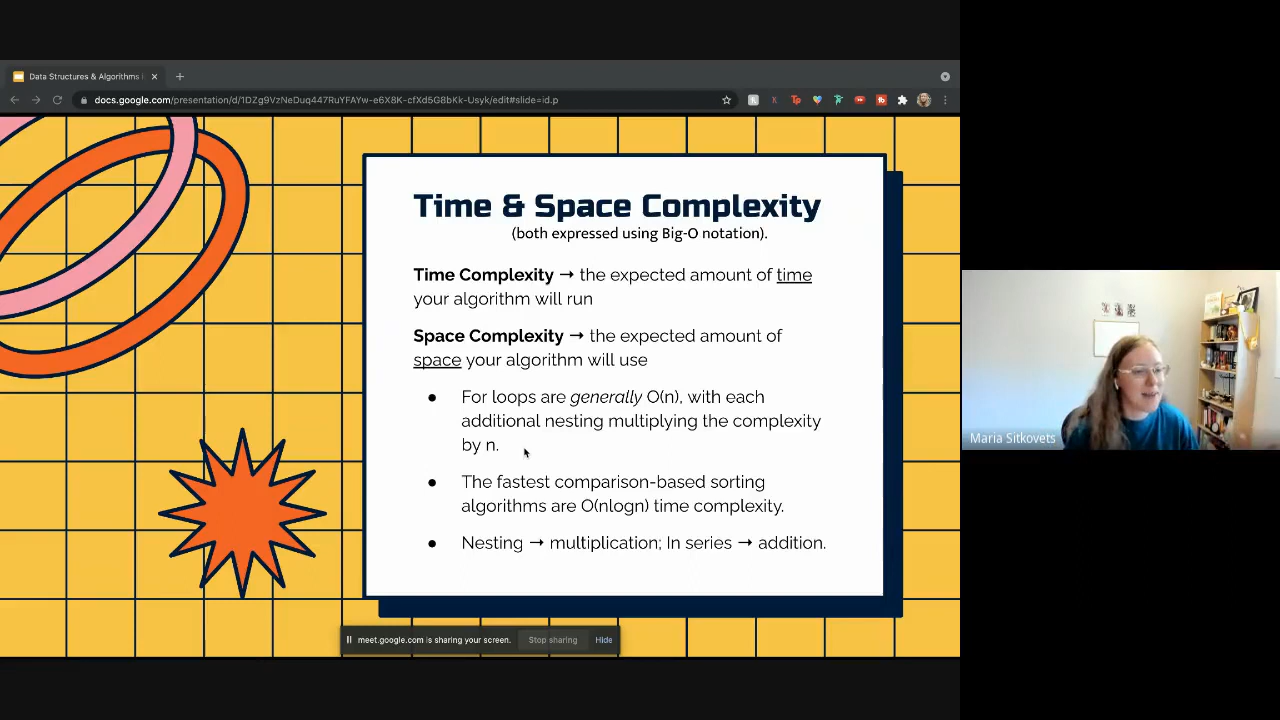 Data Structures & Algorithms i
docs.google.com/presentation/d/1DZg9VzNeDuq447RuYFAYw-e6X8K-cfXd5G8bKk-Usyk/edit#slide=id.p
Time & Space Complexity
(both expressed using Big-O notation).
Time Complexity → the expected amount of time
your algorithm will run
Space Complexity → the expected amount of
space your algorithm will use
● For loops are generally O(n), with each
additional nesting multiplying the complexity
by n.
● The fastest comparison-based sorting
algorithms are O(nlogn) time complexity.
● Nesting → multiplication; In series → addition.
meet.google.com is sharing your screen. Stop sharing Hide
Maria Sitkovets